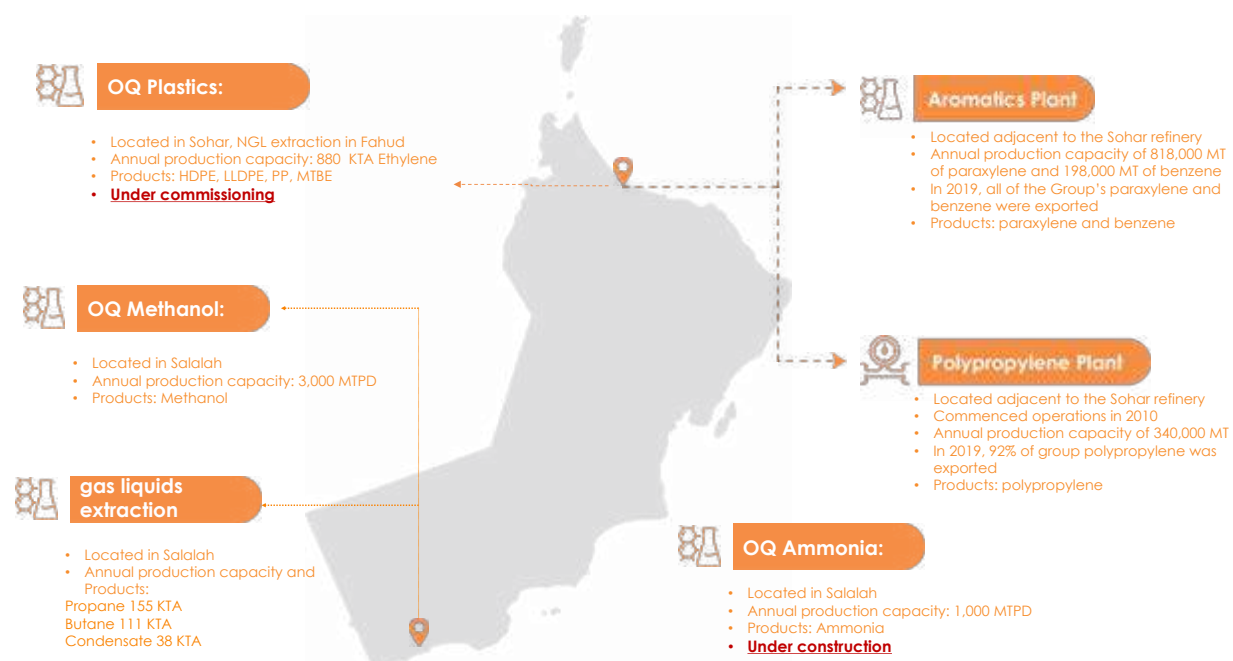 OQ Plastics:
• Located in Sohar, NGL extraction in Fahud
• Annual production capacity: 880 KTA Ethylene
• Products: HDPE, LLDPE, PP, MTBE
• Under commissioning
OQ Methanol:
• Located in Salalah
• Annual production capacity: 3,000 MTPD
• Products: Methanol
gas liquids
extraction
• Located in Salalah
• Annual production capacity and
Products:
Propane 155 KTA
Butane 111 KTA
Condensate 38 KTA
Aromatics Plant
• Located adjacent to the Sohar refinery
• Annual production capacity of 818,000 MT
of paraxylene and 198,000 MT of benzene
• In 2019, all of the Group’s paraxylene and
benzene were exported
• Products: paraxylene and benzene
Polypropylene Plant
• Located adjacent to the Sohar refinery
• Commenced operations in 2010
• Annual production capacity of 340,000 MT
• In 2019, 92% of group polypropylene was
exported
• Products: polypropylene
OQ Ammonia:
• Located in Salalah
• Annual production capacity: 1,000 MTPD
• Products: Ammonia
• Under construction